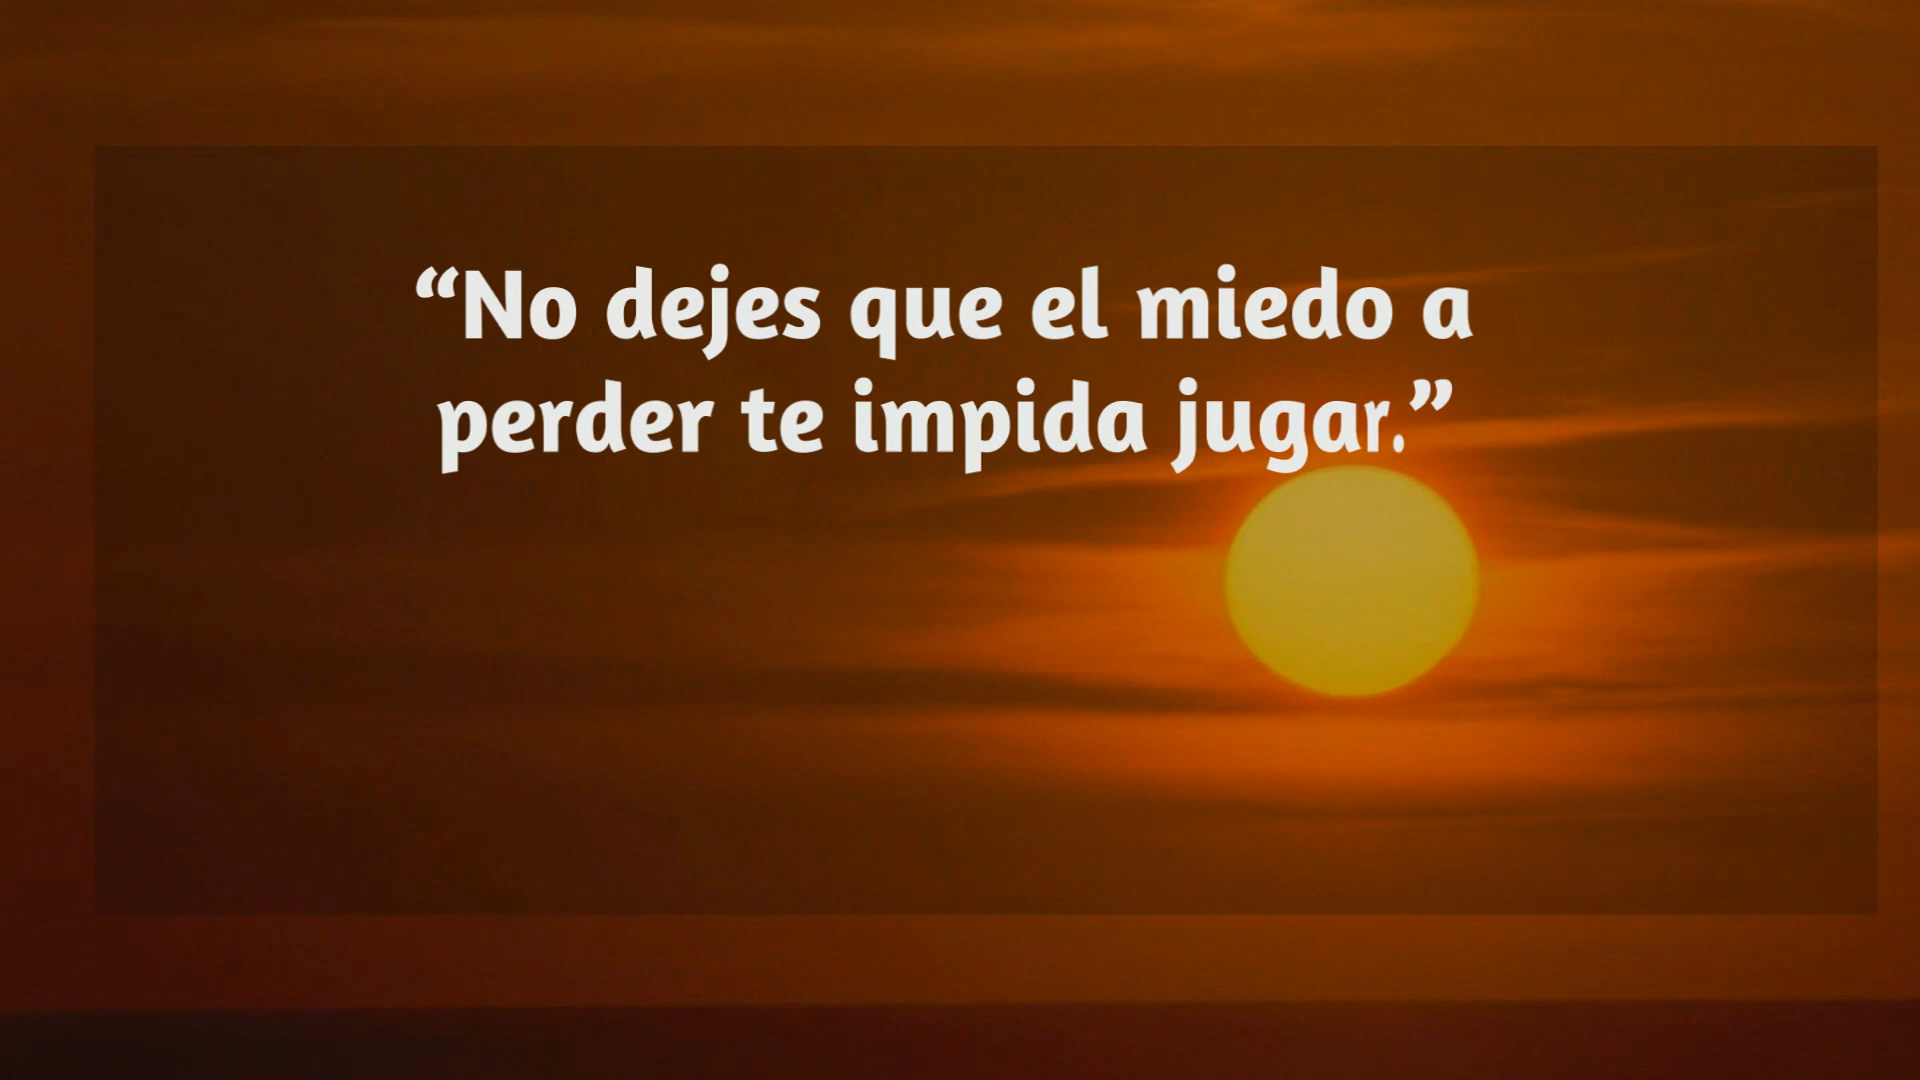 “No dejes que el miedo a
perder te impida jugar.”